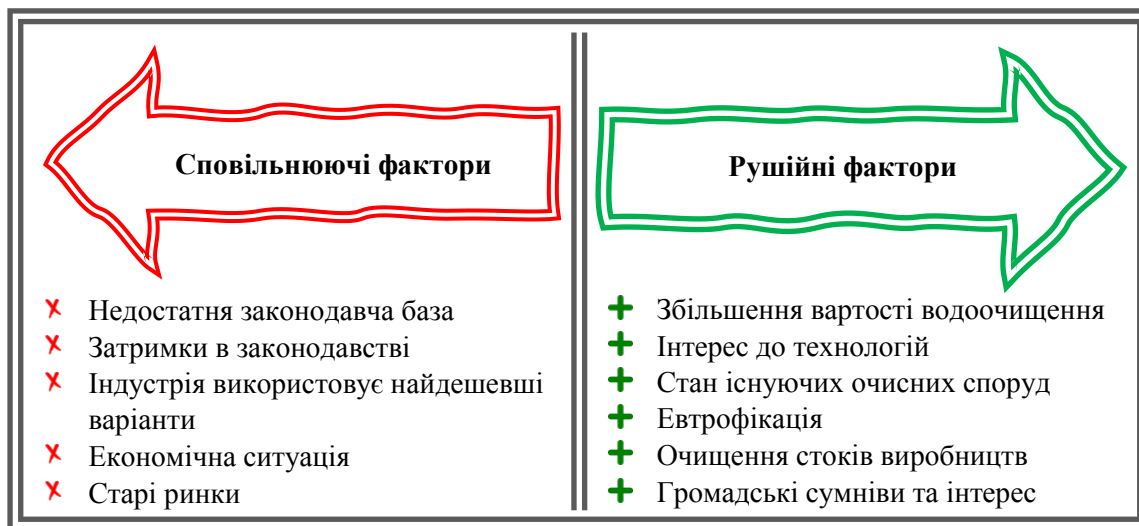 Сповільнюючі фактори
Недостатня законодавча база
Затримки в законодавстві
Індустрія використовує найдешевші
варіанти
Економічна ситуація
Старі ринки
Рушійні фактори
Збільшення вартості водоочищення
Інтерес до технологій
Стан існуючих очисних споруд
Евтрофікація
Очищення стоків виробництв
Громадські сумніви та інтерес